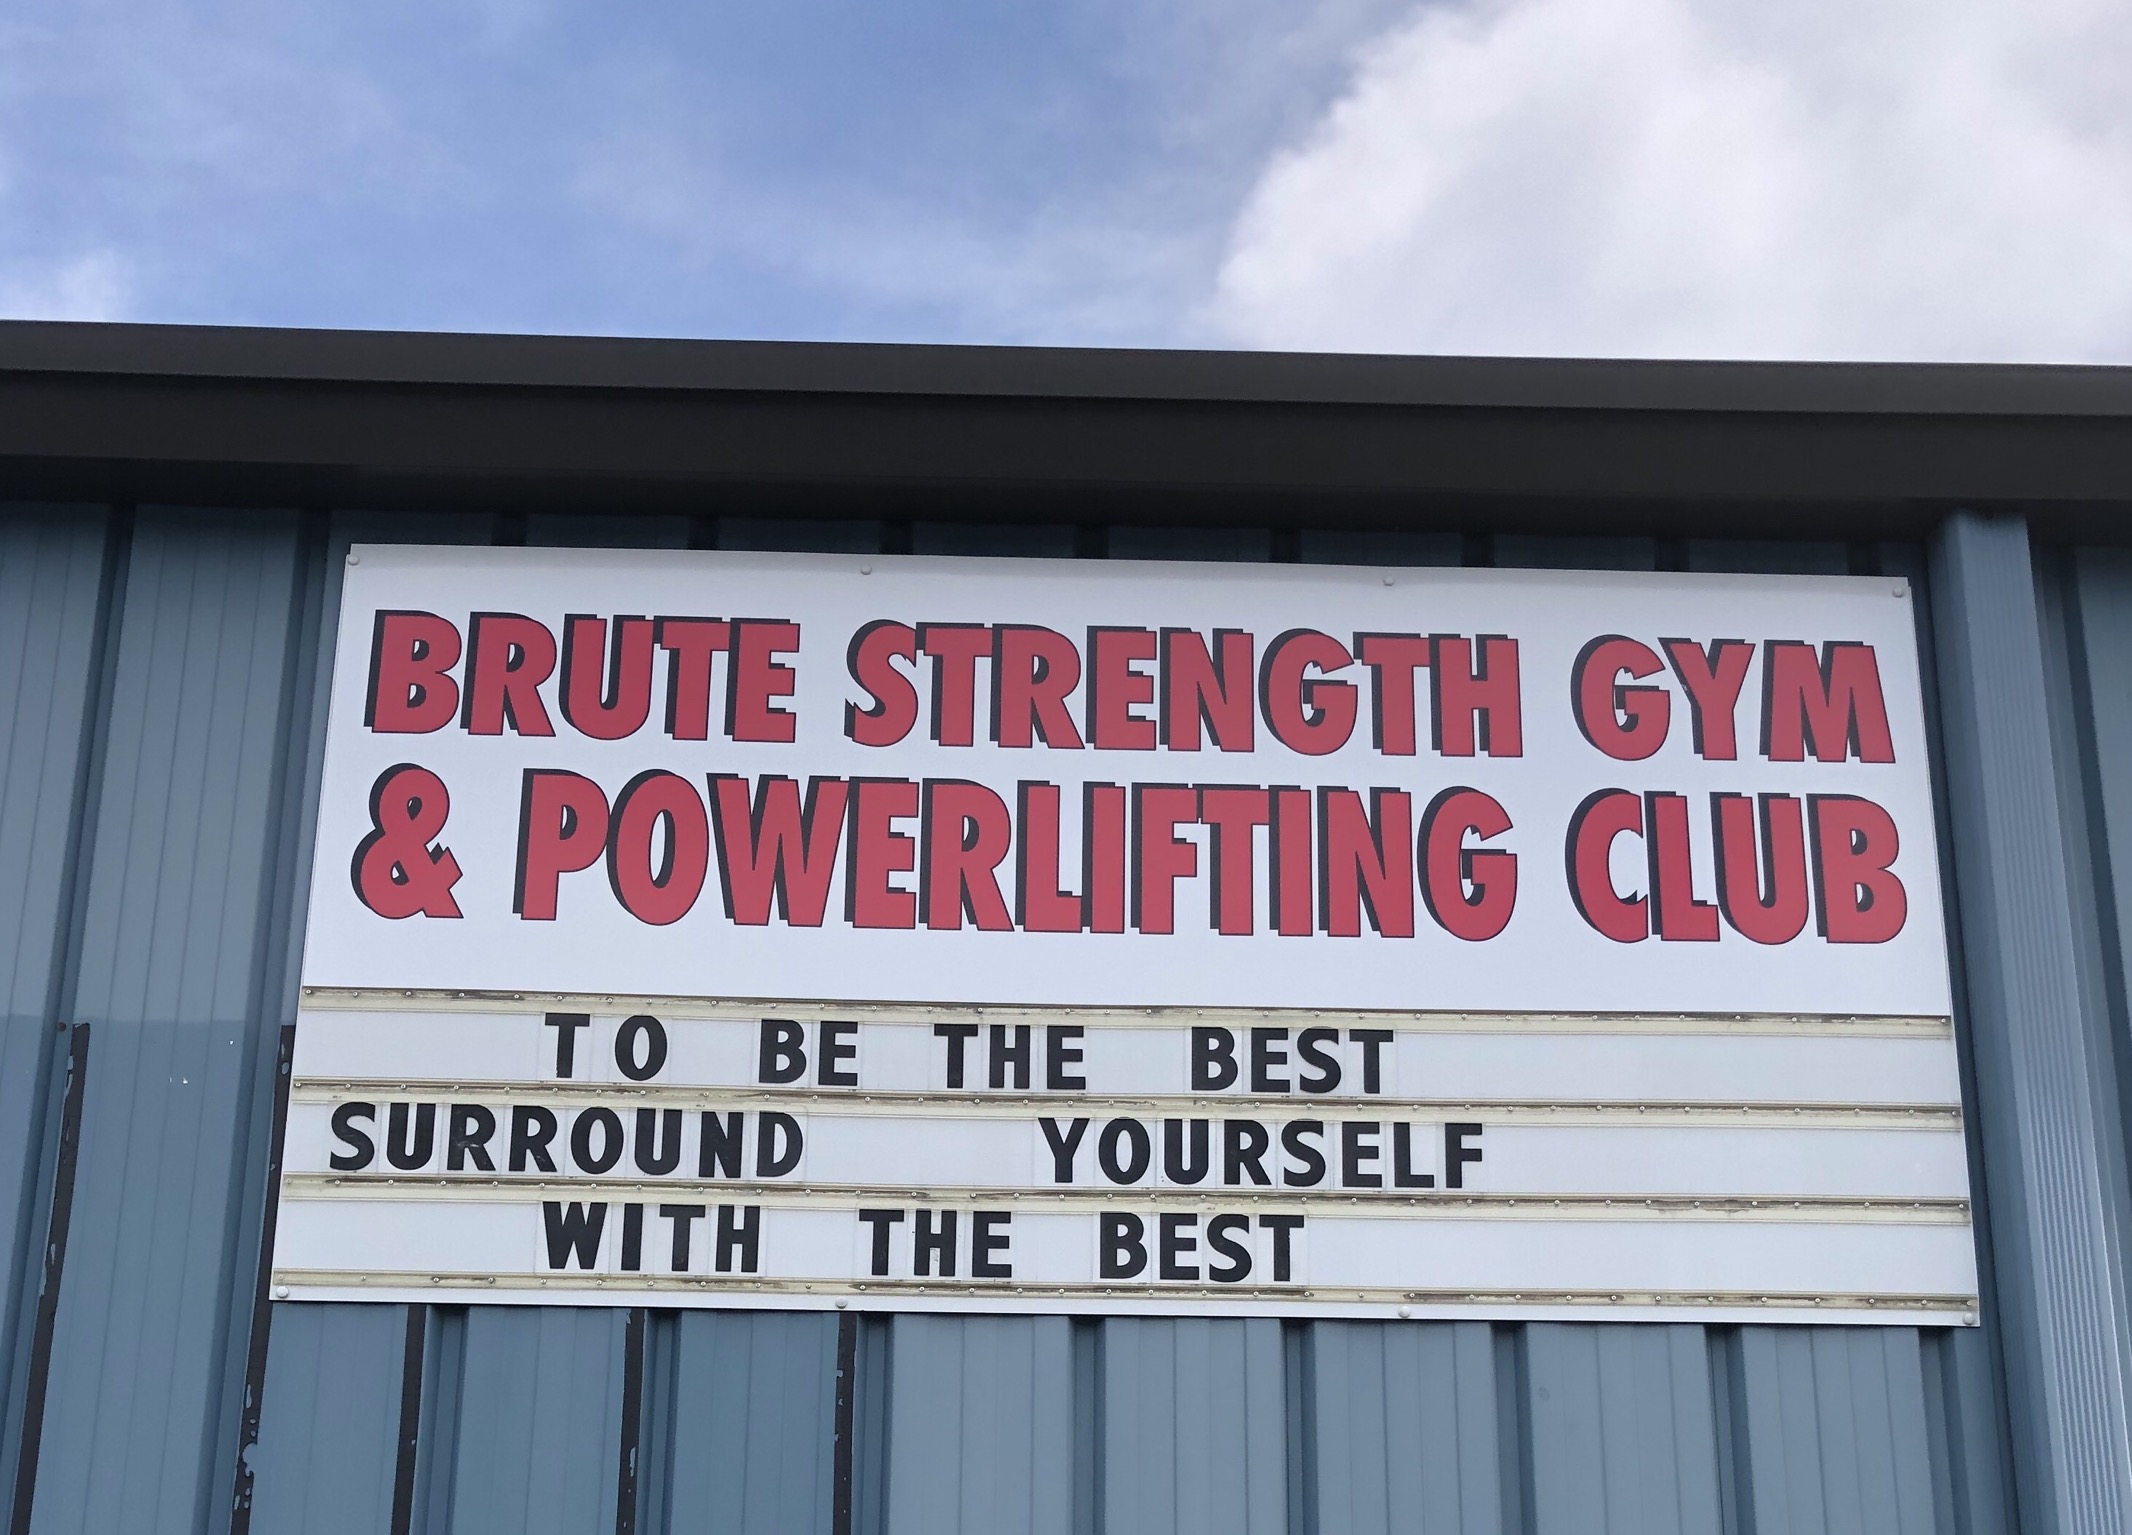 BRUTE STRENGTH GYM
& POWERLIFTING CLUB
TO BE THE BEST
SURROUND YOURSELF
WITH THE BEST